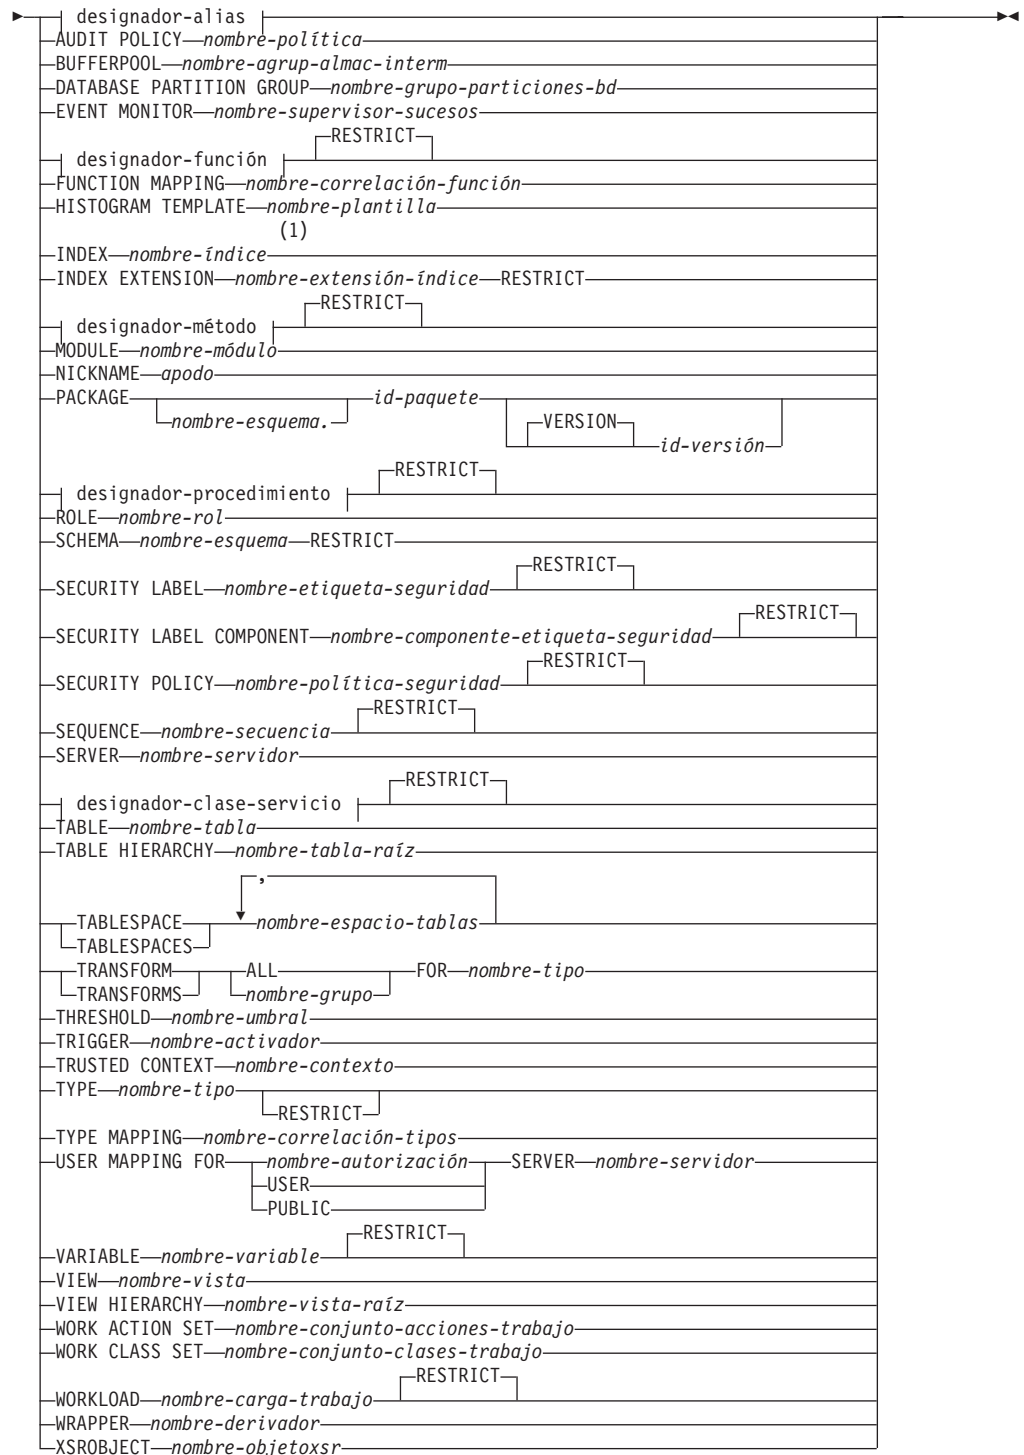 designador-alias
AUDIT POLICY nombre-política
BUFFERPOOL nombre-agrup-almac-interm
DATABASE PARTITION GROUP nombre-grupo-particiones-bd
EVENT MONITOR nombre-supervisor-sucesos
RESTRICT
designador-función
FUNCTION MAPPING nombre-correlación-función
HISTOGRAM TEMPLATE nombre-plantilla
(1)
INDEX nombre-índice
INDEX EXTENSION nombre-extensión-índice RESTRICT
RESTRICT
designador-método
MODULE nombre-módulo
NICKNAME apodo
PACKAGE id-paquete
nombre-esquema. VERSION
id-versión
RESTRICT
designador-procedimiento
ROLE nombre-rol
SCHEMA nombre-esquema RESTRICT
RESTRICT
SECURITY LABEL nombre-etiqueta-seguridad
RESTRICT
SECURITY LABEL COMPONENT nombre-componente-etiqueta-seguridad
RESTRICT
SECURITY POLICY nombre-política-seguridad
RESTRICT
SEQUENCE nombre-secuencia
SERVER nombre-servidor
RESTRICT
designador-clase-servicio
TABLE nombre-tabla
TABLE HIERARCHY nombre-tabla-raíz
,
TABLESPACE nombre-espacio-tablas
TABLESPACES
TRANSFORM ALL FOR nombre-tipo
TRANSFORMS nombre-grupo
THRESHOLD nombre-umbral
TRIGGER nombre-activador
TRUSTED CONTEXT nombre-contexto
TYPE nombre-tipo
RESTRICT
TYPE MAPPING nombre-correlación-tipos
USER MAPPING FOR nombre-autorización SERVER nombre-servidor
USER
PUBLIC
RESTRICT
VARIABLE nombre-variable
VIEW nombre-vista
VIEW HIERARCHY nombre-vista-raíz
WORK ACTION SET nombre-conjunto-acciones-trabajo
WORK CLASS SET nombre-conjunto-clases-trabajo
RESTRICT
WORKLOAD nombre-carga-trabajo
WRAPPER nombre-derivador
XSROBJECT nombre-objetoxsr